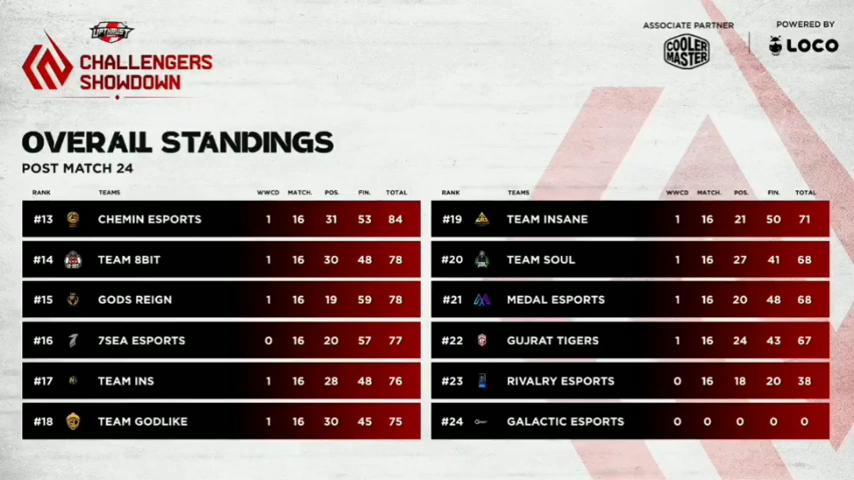 UPTHRUST
CHALLENGERS
SHOWDOWN
ASSOCIATE PARTNER
COOLER
MASTER
POWERED BY
LOCO
OVERALL STANDINGS
POST MATCH 24
RANK TEAMS WWCD MATCH. POS. FIN. TOTAL
#13 CHEMIN ESPORTS 1 16 31 53 84
#14 TEAM 8BIT 1 16 30 48 78
#15 GODS REIGN 1 16 19 59 78
#16 7SEA ESPORTS 0 16 20 57 77
#17 TEAM INS 1 16 28 48 76
#18 TEAM GODLIKE 1 16 30 45 75
RANK TEAMS WWCD MATCH. POS. FIN. TOTAL
#19 TEAM INSANE 1 16 21 50 71
#20 TEAM SOUL 1 16 27 41 68
#21 MEDAL ESPORTS 1 16 20 48 68
#22 GUJRAT TIGERS 1 16 24 43 67
#23 RIVALRY ESPORTS 0 16 18 20 38
#24 GALACTIC ESPORTS 0 0 0 0 0